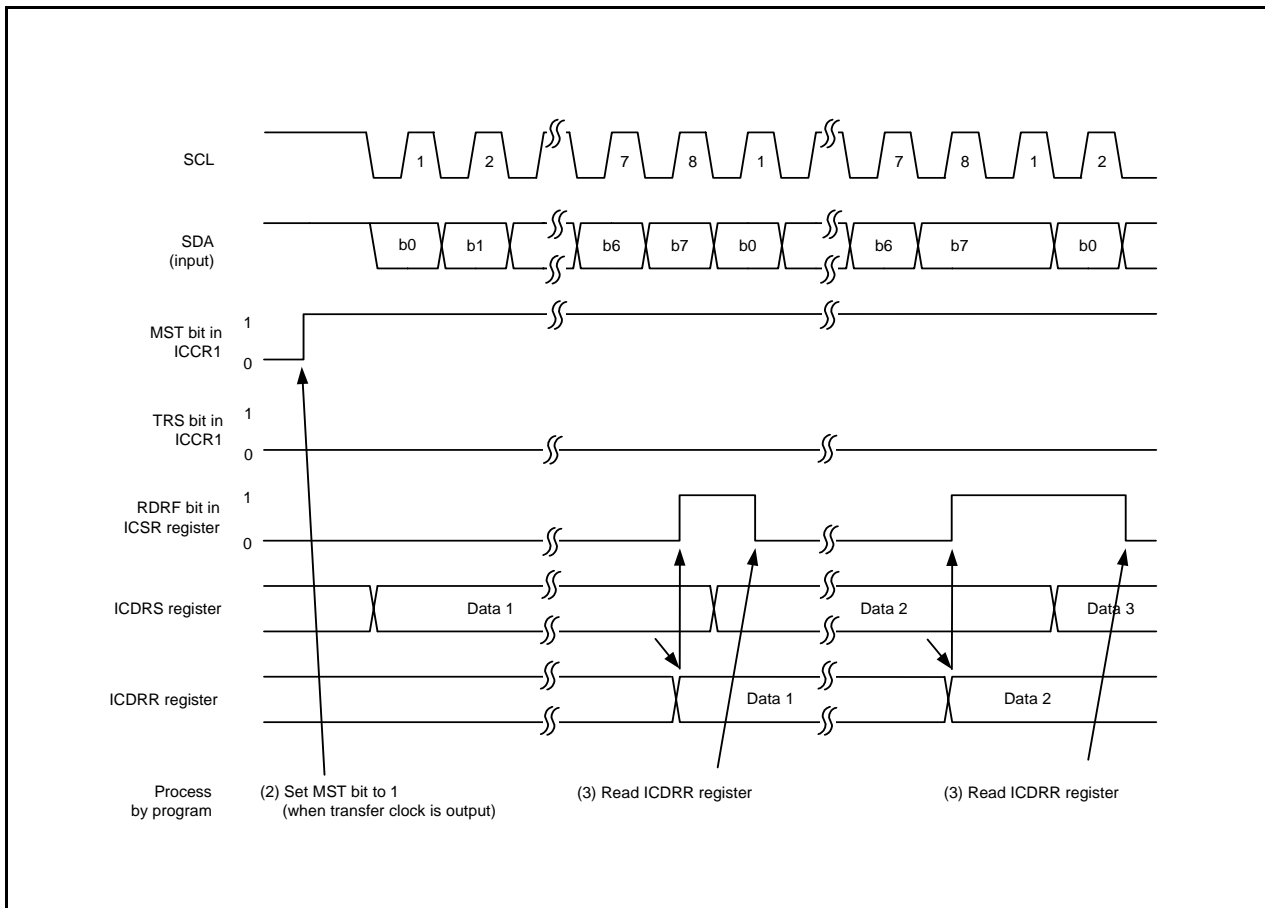 SCL
1 2 7 8 1 7 8 1 2
SDA
(input)
b0 b1 b6 b7 b0 b6 b7 b0
MST bit in
ICCR1
1
0
TRS bit in
ICCR1
1
0
RDRF bit in
ICSR register
1
0
ICDRS register
Data 1 Data 2 Data 3
ICDRR register
Data 1 Data 2
Process
by program
(2) Set MST bit to 1
(when transfer clock is output)
(3) Read ICDRR register
(3) Read ICDRR register